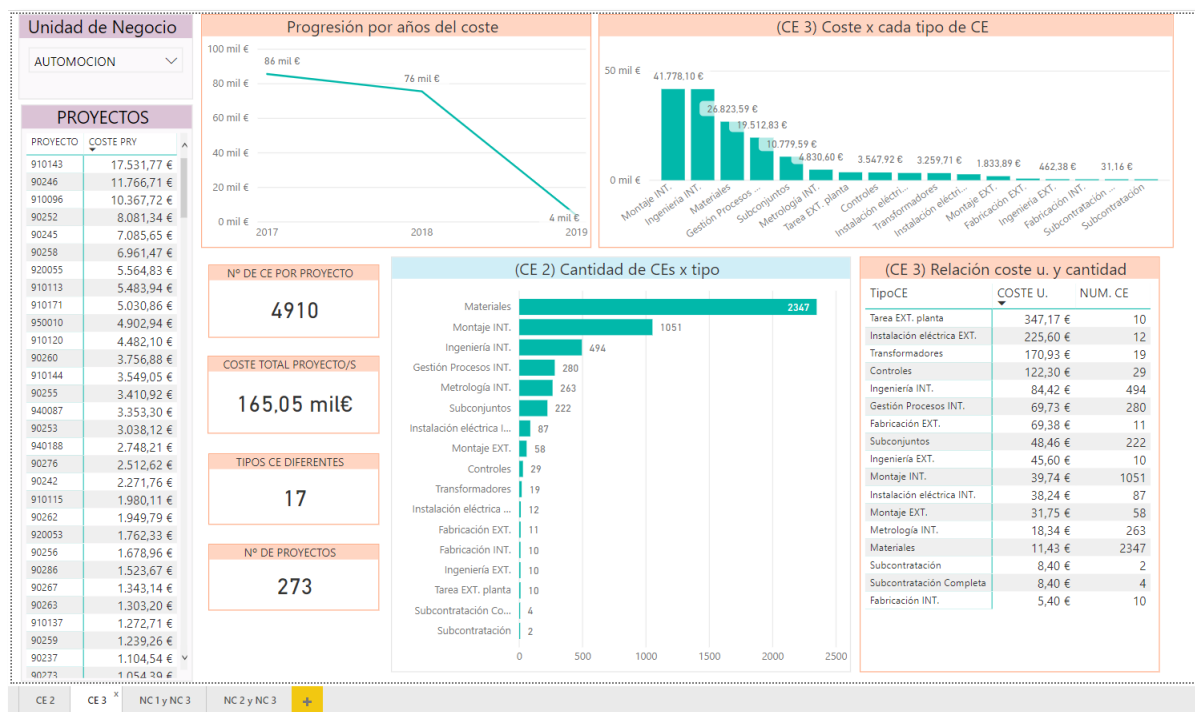 Unidad de Negocio
AUTOMOCION
PROYECTOS
PROYECTO COSTE PRY
910143 17.531,77 €
90246 11.766,71 €
910096 10.367,72 €
90252 8.081,34 €
90245 7.085,65 €
90258 6.961,47 €
920055 5.564,83 €
910113 5.483,94 €
910171 5.030,86 €
950010 4.902,94 €
910120 4.482,10 €
90260 3.756,88 €
910144 3.549,05 €
90255 3.410,92 €
940087 3.353,30 €
90253 3.038,12 €
940188 2.748,21 €
90276 2.512,62 €
90242 2.271,76 €
910115 1.980,11 €
90262 1.949,79 €
920053 1.762,33 €
90256 1.678,96 €
90286 1.523,67 €
90267 1.343,14 €
90263 1.303,20 €
910137 1.272,71 €
90259 1.239,26 €
90237 1.104,54 €
90273 1.054,39 €
Progresión por años del coste
100 mil €
80 mil €
60 mil €
40 mil €
20 mil €
0 mil €
86 mil €
76 mil €
4 mil €
2017 2018 2019
(CE 3) Coste x cada tipo de CE
50 mil €
0 mil €
41.778,10 €
26.823,59 €
19.512,83 €
10.779,59 €
4.830,60 €
3.547,92 €
3.259,71 €
1.833,89 €
462,38 €
31,16 €
Montaje INT.
Ingeniería INT.
Materiales
Gestión Procesos ...
Subconjuntos
Metrología INT.
Tarea EXT. planta
Controles
Instalación eléctri...
Transformadores
Instalación eléctri...
Montaje EXT.
Fabricación EXT.
Ingeniería EXT.
Fabricación INT.
Subcontratación ...
Subcontratación
Nº DE CE POR PROYECTO
4910
COSTE TOTAL PROYECTO/S
165,05 mil€
TIPOS CE DIFERENTES
17
Nº DE PROYECTOS
273
(CE 2) Cantidad de CEs x tipo
Materiales 2347
Montaje INT. 1051
Ingeniería INT. 494
Gestión Procesos INT. 280
Metrología INT. 263
Subconjuntos 222
Instalación eléctrica I... 87
Montaje EXT. 58
Controles 29
Transformadores 19
Instalación eléctrica ... 12
Fabricación EXT. 11
Fabricación INT. 10
Ingeniería EXT. 10
Tarea EXT. planta 10
Subcontratación Co... 4
Subcontratación 2
0 500 1000 1500 2000 2500
(CE 3) Relación coste u. y cantidad
TipoCE COSTE U. NUM. CE
Tarea EXT. planta 347,17 € 10
Instalación eléctrica EXT. 225,60 € 12
Transformadores 170,93 € 19
Controles 122,30 € 29
Ingeniería INT. 84,42 € 494
Gestión Procesos INT. 69,73 € 280
Fabricación EXT. 69,38 € 11
Subconjuntos 48,46 € 222
Ingeniería EXT. 45,60 € 10
Montaje INT. 39,74 € 1051
Instalación eléctrica INT. 38,24 € 87
Montaje EXT. 31,75 € 58
Metrología INT. 18,34 € 263
Materiales 11,43 € 2347
Subcontratación 8,40 € 2
Subcontratación Completa 8,40 € 4
Fabricación INT. 5,40 € 10
CE 2 CE 3 x NC 1 y NC 3 NC 2 y NC 3 +